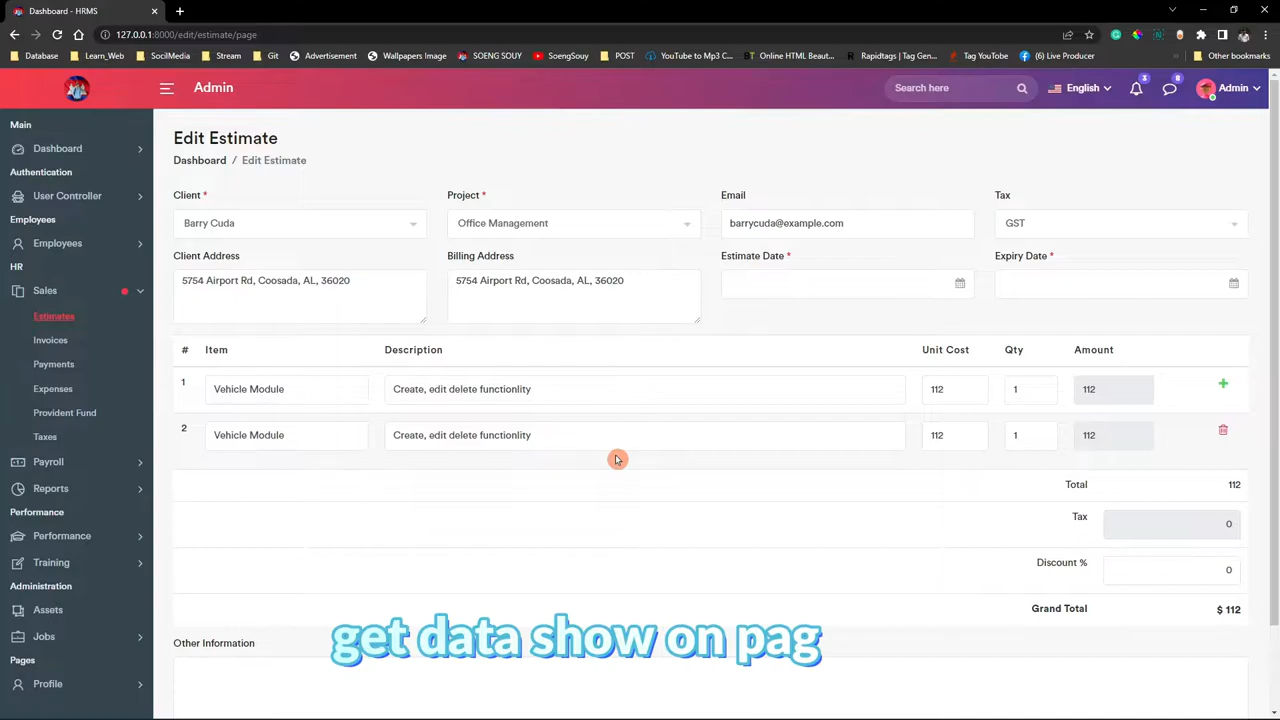 Dashboard - HRMS
127.0.0.1:8000/edit/estimate/page
Database Learn_Web SocilMedia Stream Git Advertisement Wallpapers Image SOENG SOUY SoengSouy POST YouTube to Mp3 C... Online HTML Beaut... Rapidtags | Tag Gen... Tag YouTube (8) Live Producer Other bookmarks
Admin
Search here
English
3
8
Admin
Main
Dashboard
Authentication
User Controller
Employees
Employees
HR
Sales
Estimates
Invoices
Payments
Expenses
Provident Fund
Taxes
Payroll
Reports
Performance
Performance
Training
Administration
Assets
Jobs
Pages
Profile
Edit Estimate
Dashboard / Edit Estimate
Client * Project * Email Tax
Barry Cuda Office Management barrycuda@example.com GST
Client Address Billing Address Estimate Date * Expiry Date *
5754 Airport Rd, Coosada, AL, 36020 5754 Airport Rd, Coosada, AL, 36020
# Item Description Unit Cost Qty Amount
1 Vehicle Module Create, edit delete functionlity 112 1 112
2 Vehicle Module Create, edit delete functionlity 112 1 112
Total 112
Tax 0
Discount % 0
Grand Total $ 112
Other Information
get data show on pag